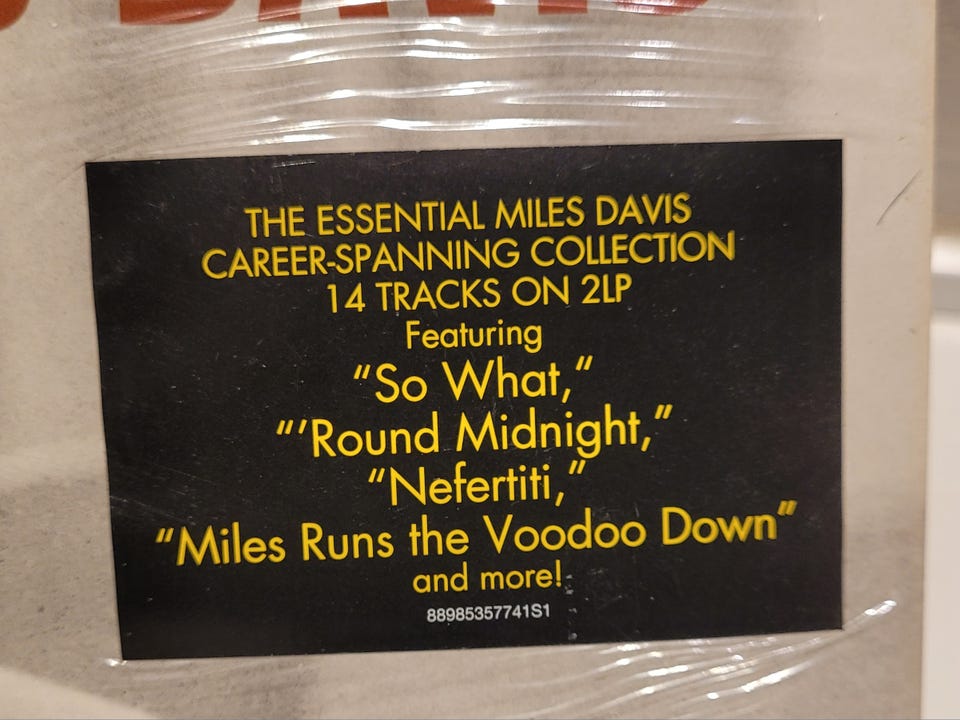 THE ESSENTIAL MILES DAVIS
CAREER-SPANNING COLLECTION
14 TRACKS ON 2LP
Featuring
“So What,“
“’Round Midnight,”
“Nefertiti,”
“Miles Runs the Voodoo Down”
and more!
88985357741S1